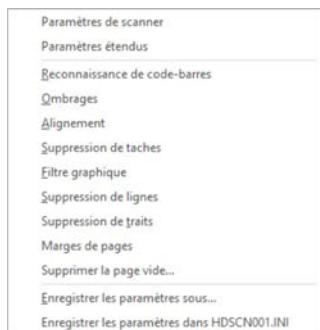 Paramètres de scanner
Paramètres étendus
Reconnaissance de code-barres
Ombrages
Alignement
Suppression de taches
Filtre graphique
Suppression de lignes
Suppression de traits
Marges de pages
Supprimer la page vide...
Enregistrer les paramètres sous...
Enregistrer les paramètres dans HDSCN001.INI